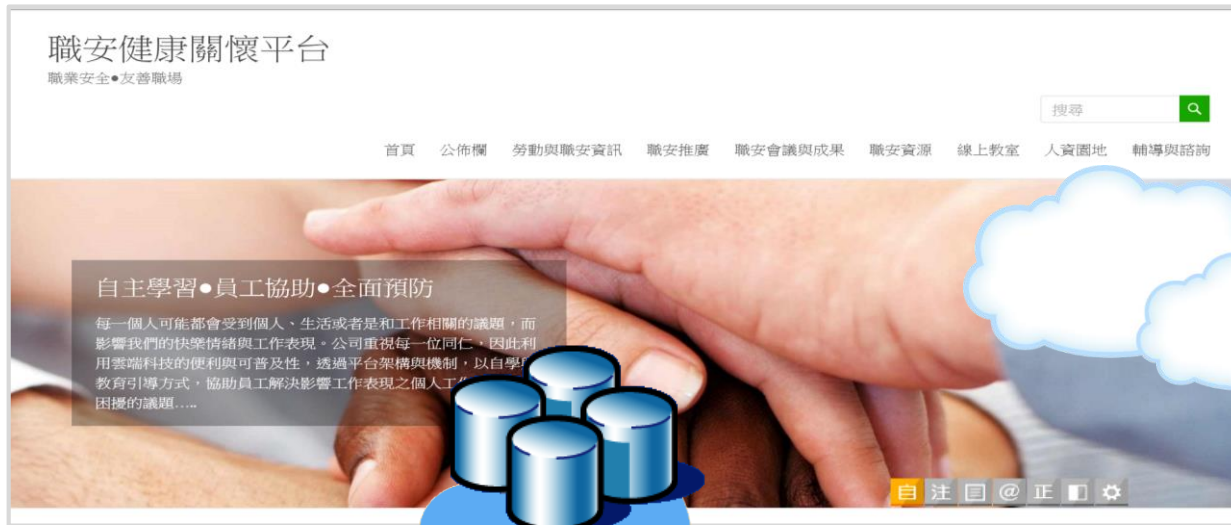 職安健康關懷平台
職業安全●友善職場
搜尋
首頁 公佈欄 勞動與職安資訊 職安推廣 職安會議與成果 職安資源 線上教室 人資園地 輔導與諮詢
自主學習●員工協助●全面預防
每一個人可能都會受到個人、生活或者是和工作相關的議題，而
影響我們的快樂情緒與工作表現。公司重視每一位同仁，因此利
用雲端科技的便利與可普及性，透過平台架構與機制，以自學
教育引導方式，協助員工解決影響工作表現之個人工
困擾的議題…..
自 注 @ 正